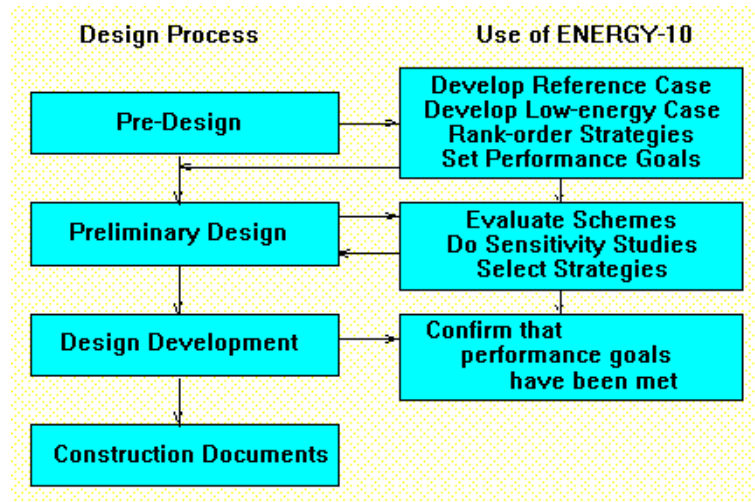 Design Process
Use of ENERGY-10
Pre-Design
Develop Reference Case
Develop Low-energy Case
Rank-order Strategies
Set Performance Goals
Preliminary Design
Evaluate Schemes
Do Sensitivity Studies
Select Strategies
Design Development
Confirm that
performance goals
have been met
Construction Documents